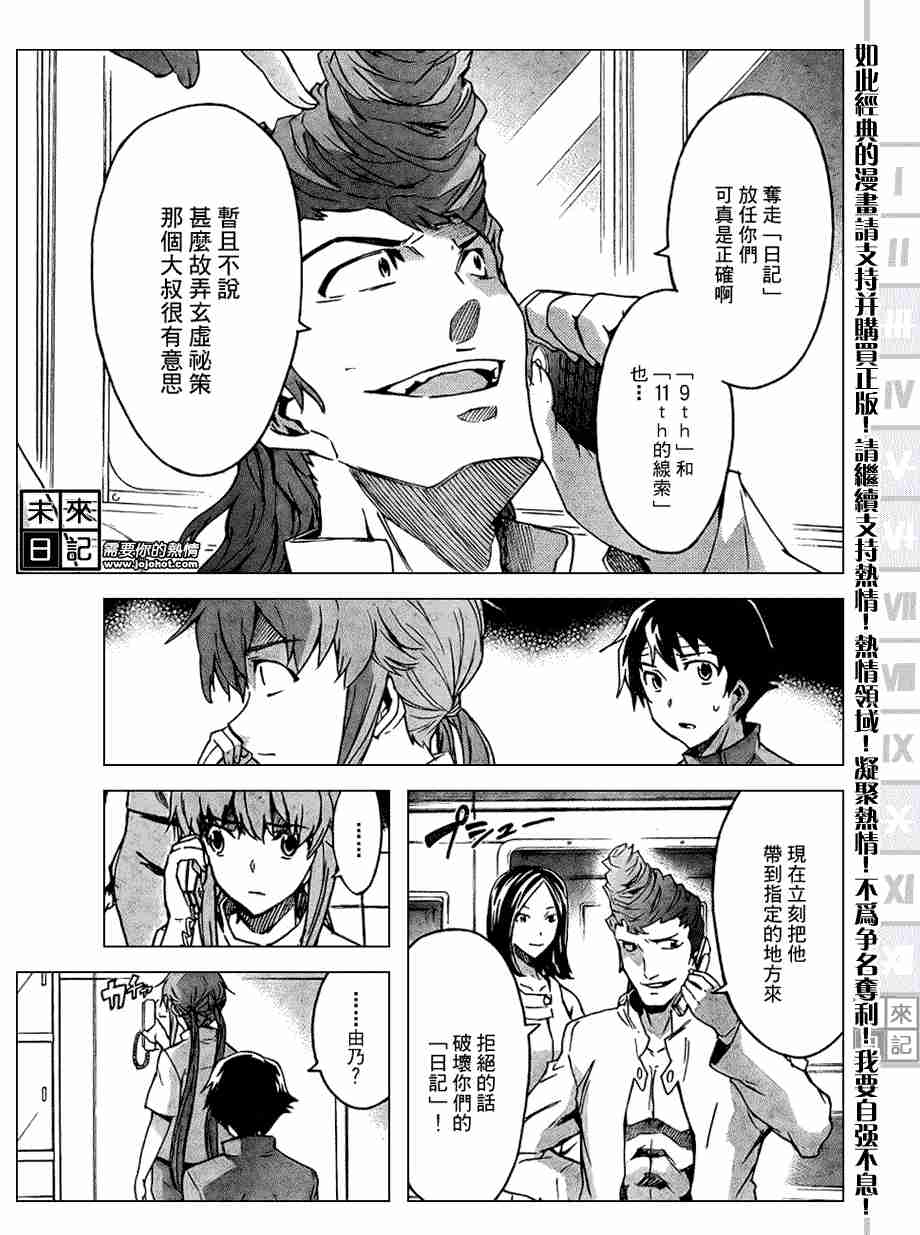 奪走「日記」
放任你們
可真是正確啊
「9th」和
「11th的線索」
也…
暫且不說
甚麼故弄玄虛祕策
那個大叔很有意思
未來
日記
需要你的熱情
www.jojohot.com
現在立刻把他
帶到指定的地方來
プシュー
拒絕的話
破壞你們的
「日記」！
……
……由乃?
ガチャ
如此經典的漫畫請支持并購買正版！請繼續支持熱情！熱情領域！凝聚熱情！不爲争名奪利！我要自强不息！
I
II
III
IV
V
VI
VII
VIII
IX
X
XI
XII
來
記